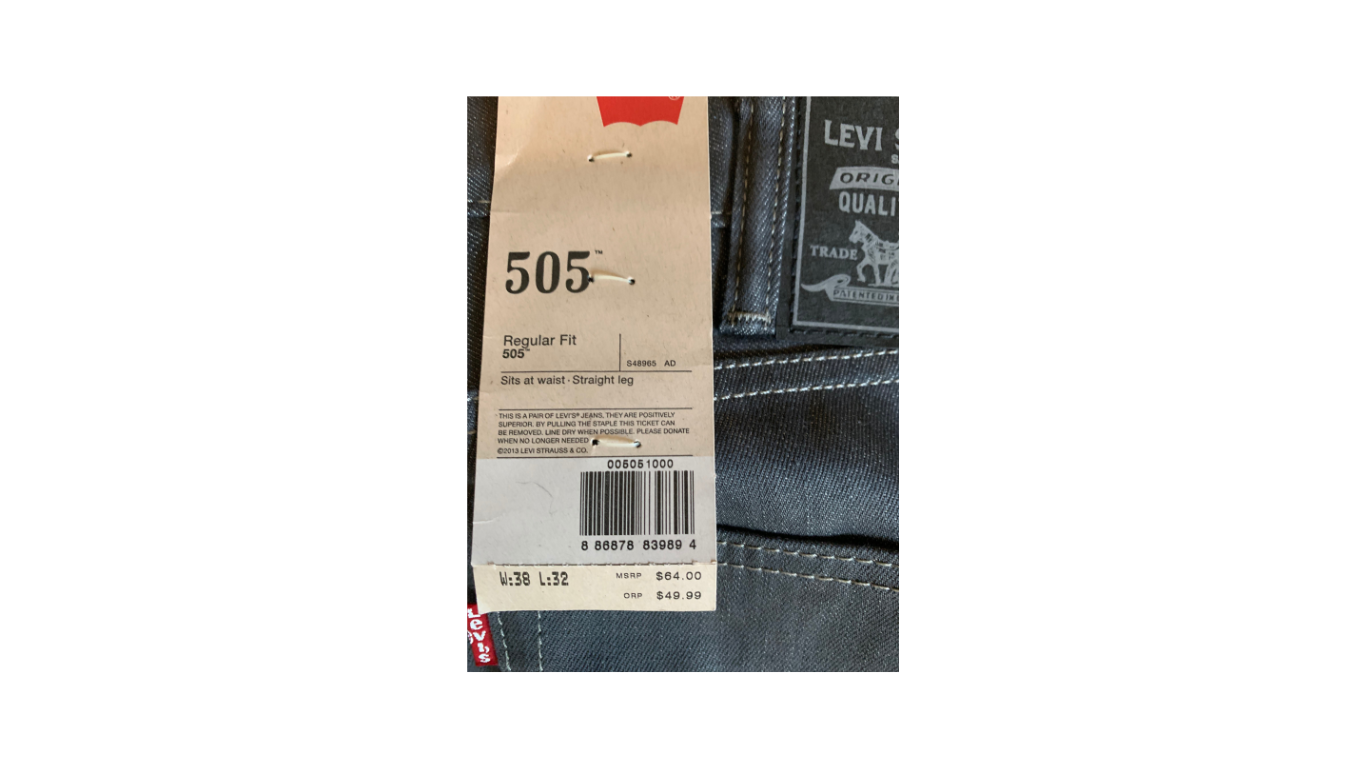 505™
Regular Fit
505™
S48965 AD
Sits at waist · Straight leg
THIS IS A PAIR OF LEVI'S® JEANS, THEY ARE POSITIVELY
SUPERIOR. BY PULLING THE STAPLE THIS TICKET CAN
BE REMOVED. LINE DRY WHEN POSSIBLE. PLEASE DONATE
WHEN NO LONGER NEEDED
©2013 LEVI STRAUSS & CO.
005051000
8 86878 83989 4
W:38 L:32
MSRP $64.00
ORP $49.99
Levi's
LEVI S
ORIG
QUALI
TRADE
PATENTED IN